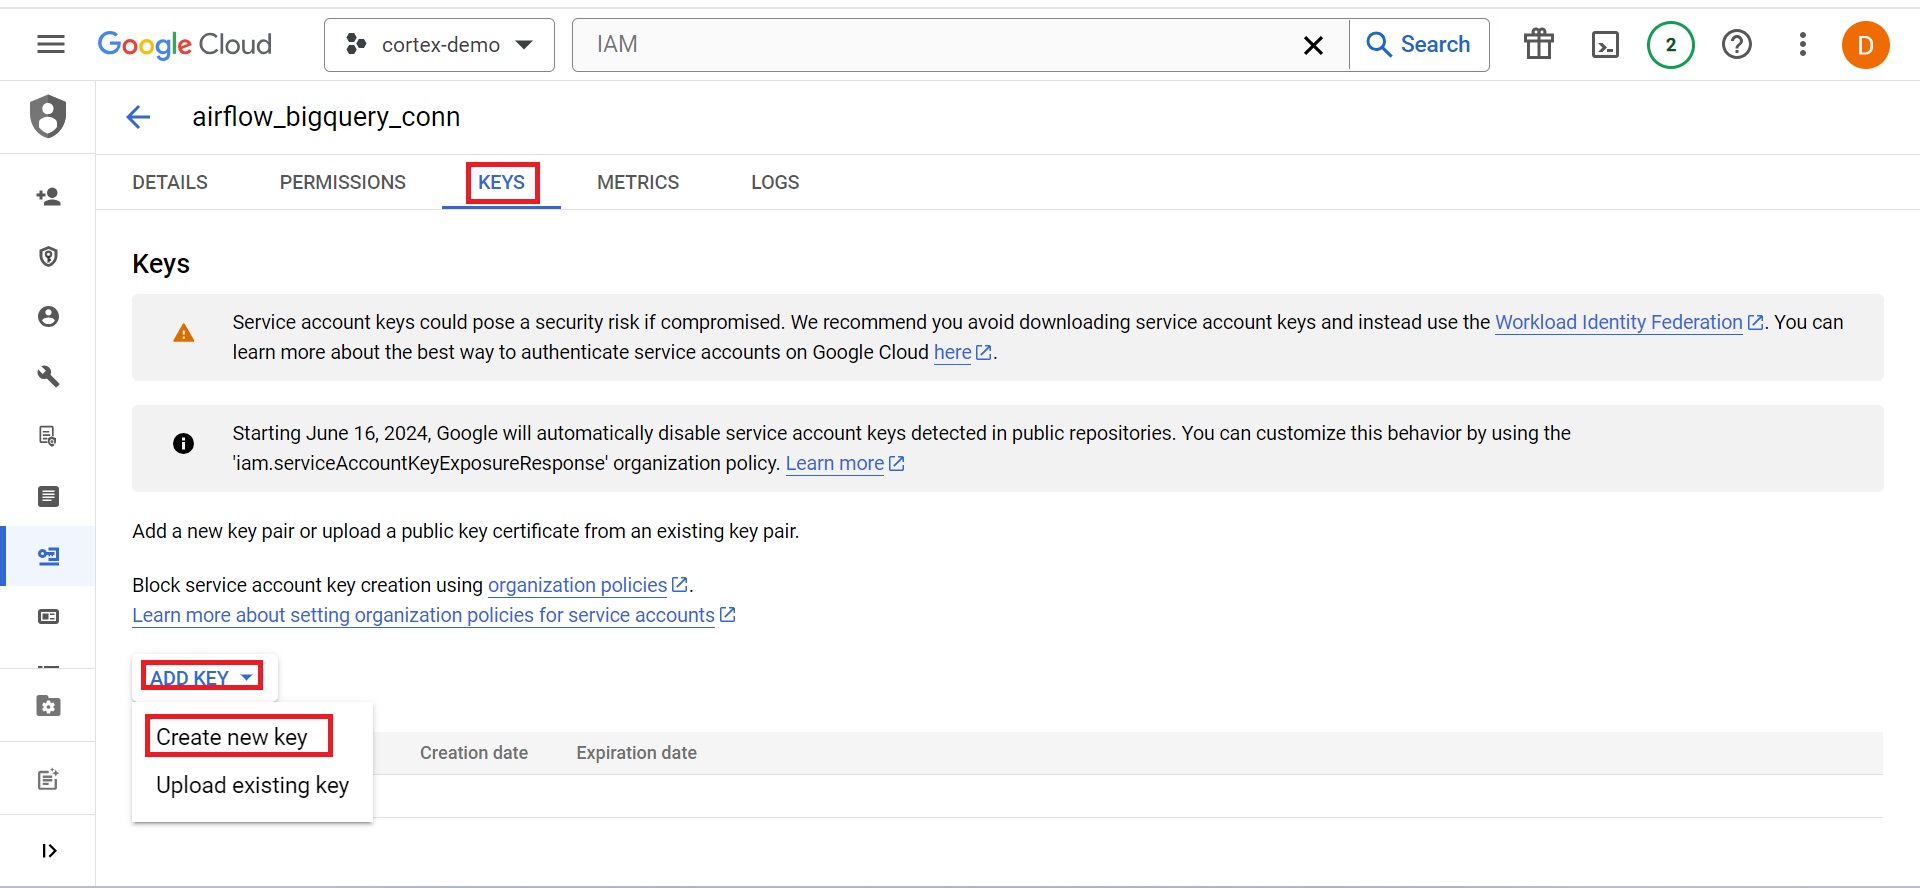 Google Cloud
cortex-demo
IAM
Search
2
D
airflow_bigquery_conn
DETAILS
PERMISSIONS
KEYS
METRICS
LOGS
Keys
Service account keys could pose a security risk if compromised. We recommend you avoid downloading service account keys and instead use the Workload Identity Federation. You can
learn more about the best way to authenticate service accounts on Google Cloud here.
Starting June 16, 2024, Google will automatically disable service account keys detected in public repositories. You can customize this behavior by using the
'iam.serviceAccountKeyExposureResponse' organization policy. Learn more
Add a new key pair or upload a public key certificate from an existing key pair.
Block service account key creation using organization policies.
Learn more about setting organization policies for service accounts
ADD KEY
Create new key
Upload existing key
Creation date
Expiration date